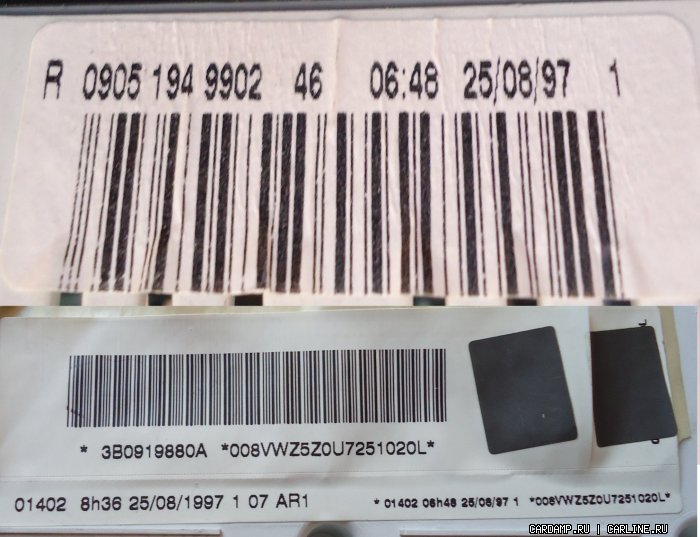 R 0905 194 9902 46 06:48 25/08/97 1
* 3B0919880A *008VWZ5Z0U7251020L*
01402 8h36 25/08/1997 1 07 AR1 * 01402 06h48 25/08/97 1 *008VWZ5Z0U7251020L*
CARDAMP.RU | CARLINE.RU